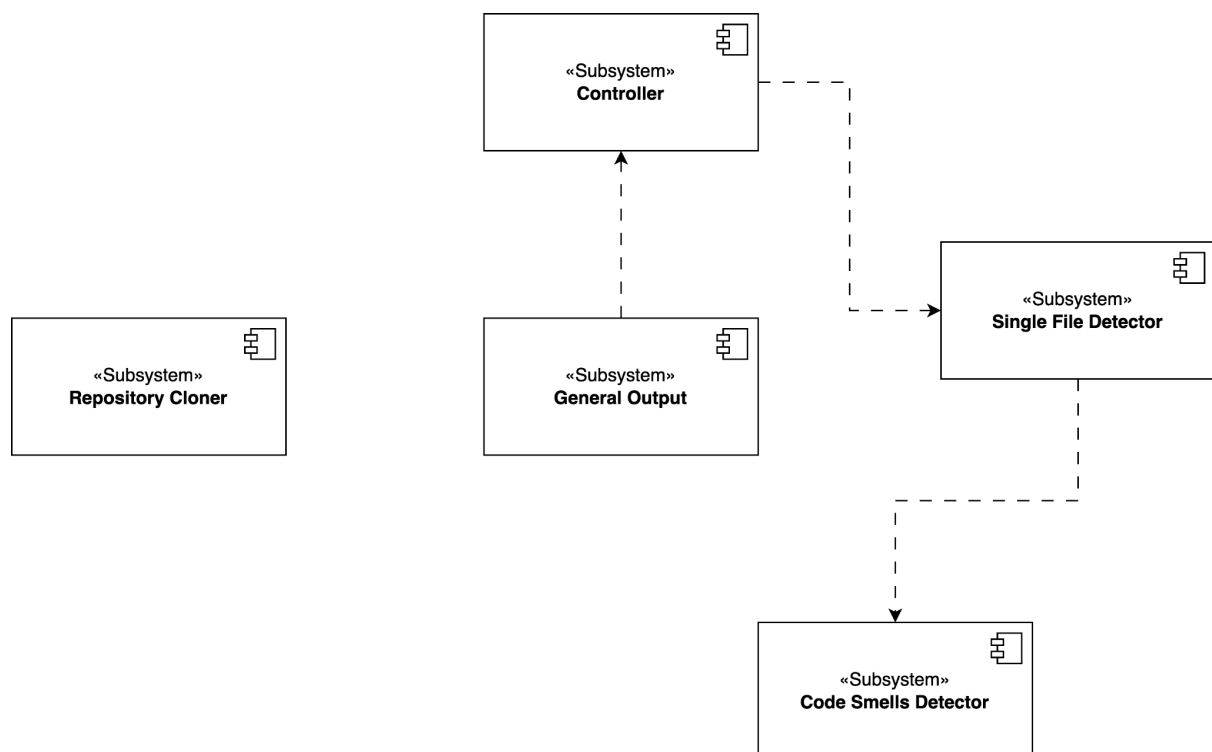 «Subsystem»
Controller
«Subsystem»
Single File Detector
«Subsystem»
Repository Cloner
«Subsystem»
General Output
«Subsystem»
Code Smells Detector